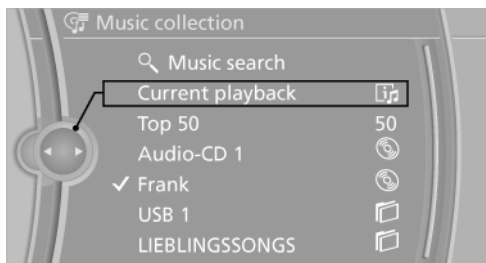 Music collection
Music search
Current playback
Top 50 50
Audio-CD 1
✓ Frank
USB 1
LIEBLINGSSONGS